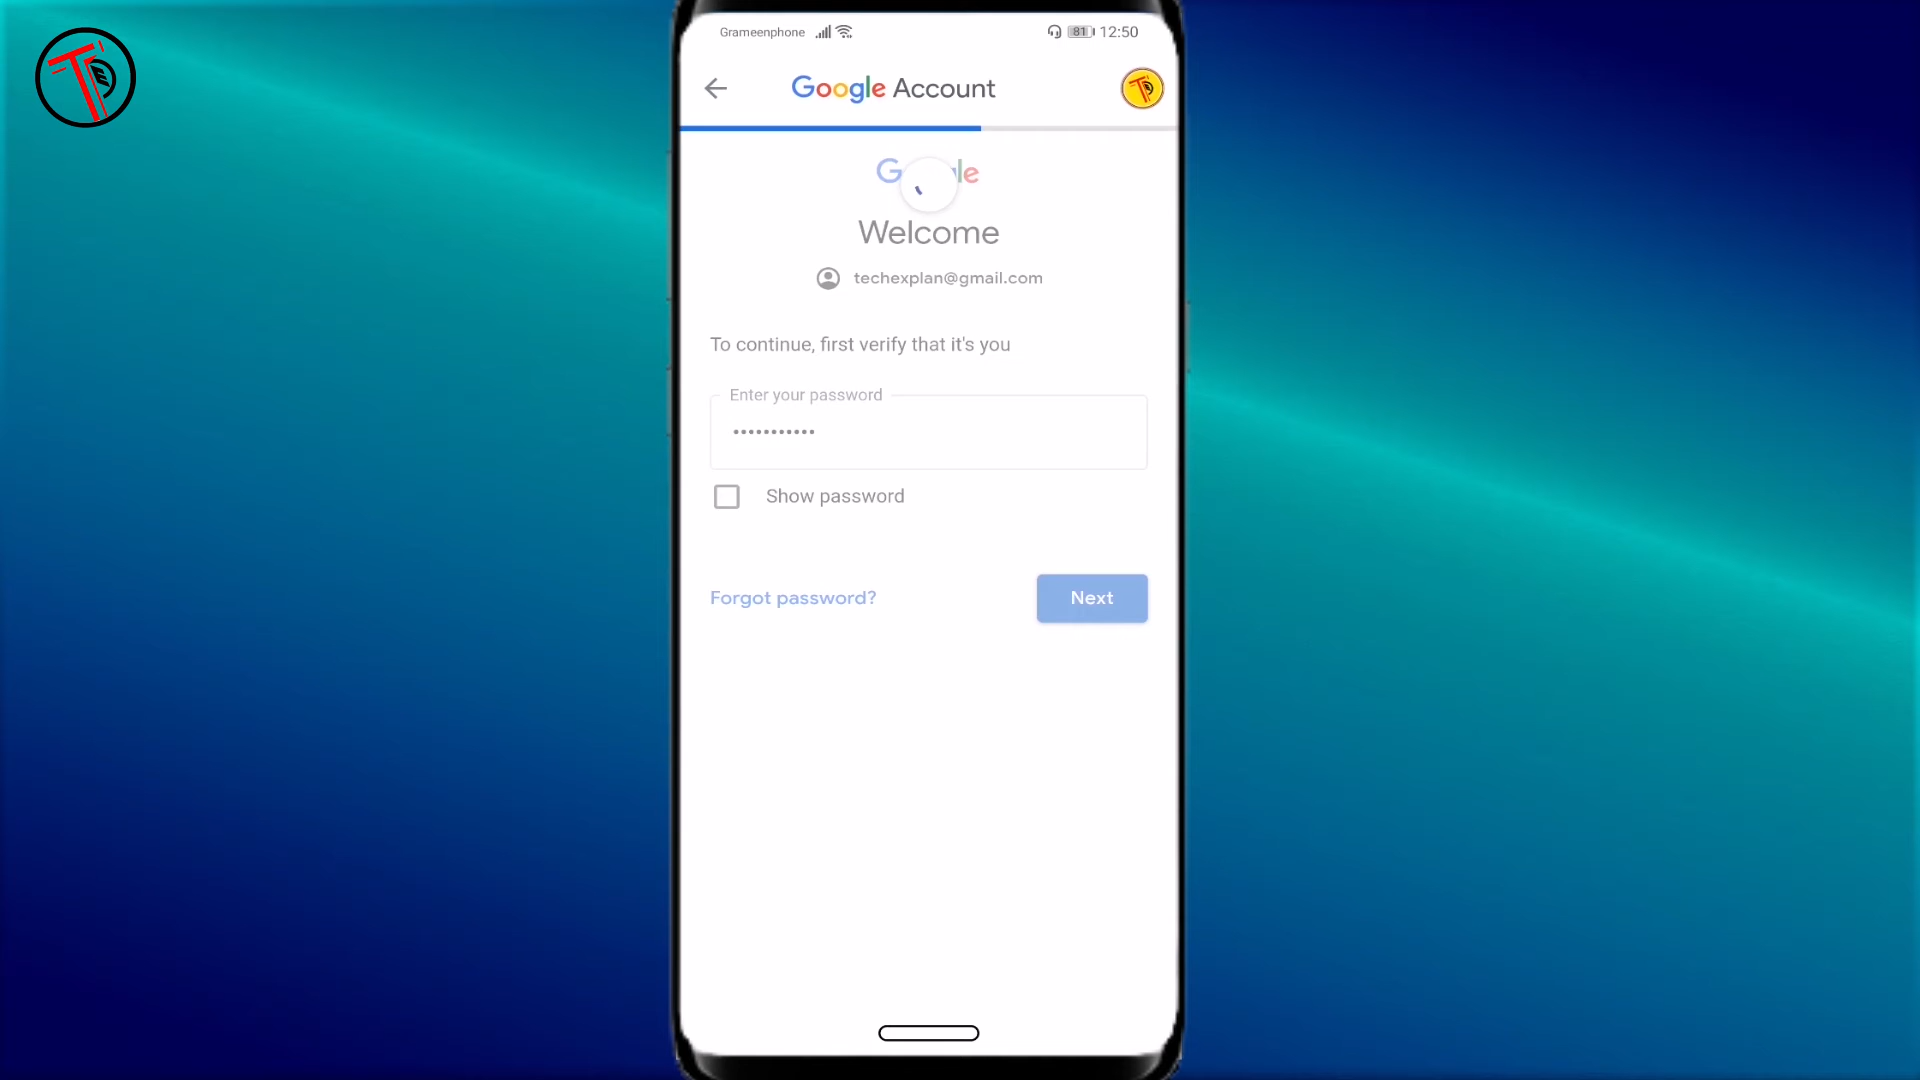 Grameenphone 81 12:50
Google Account
G le
Welcome
techexplan@gmail.com
To continue, first verify that it's you
Enter your password
•••••••••••
Show password
Forgot password? Next